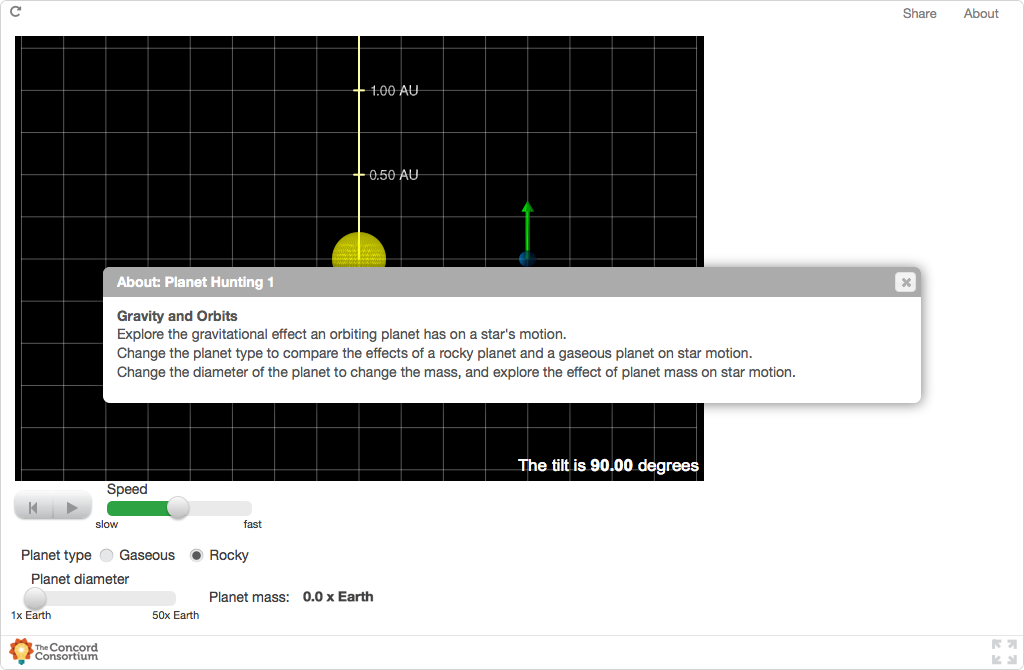 Share About
1.00 AU
0.50 AU
About: Planet Hunting 1
Gravity and Orbits
Explore the gravitational effect an orbiting planet has on a star's motion.
Change the planet type to compare the effects of a rocky planet and a gaseous planet on star motion.
Change the diameter of the planet to change the mass, and explore the effect of planet mass on star motion.
The tilt is 90.00 degrees
Speed
slow fast
Planet type Gaseous Rocky
Planet diameter
Planet mass: 0.0 x Earth
1x Earth 50x Earth
The Concord
Consortium